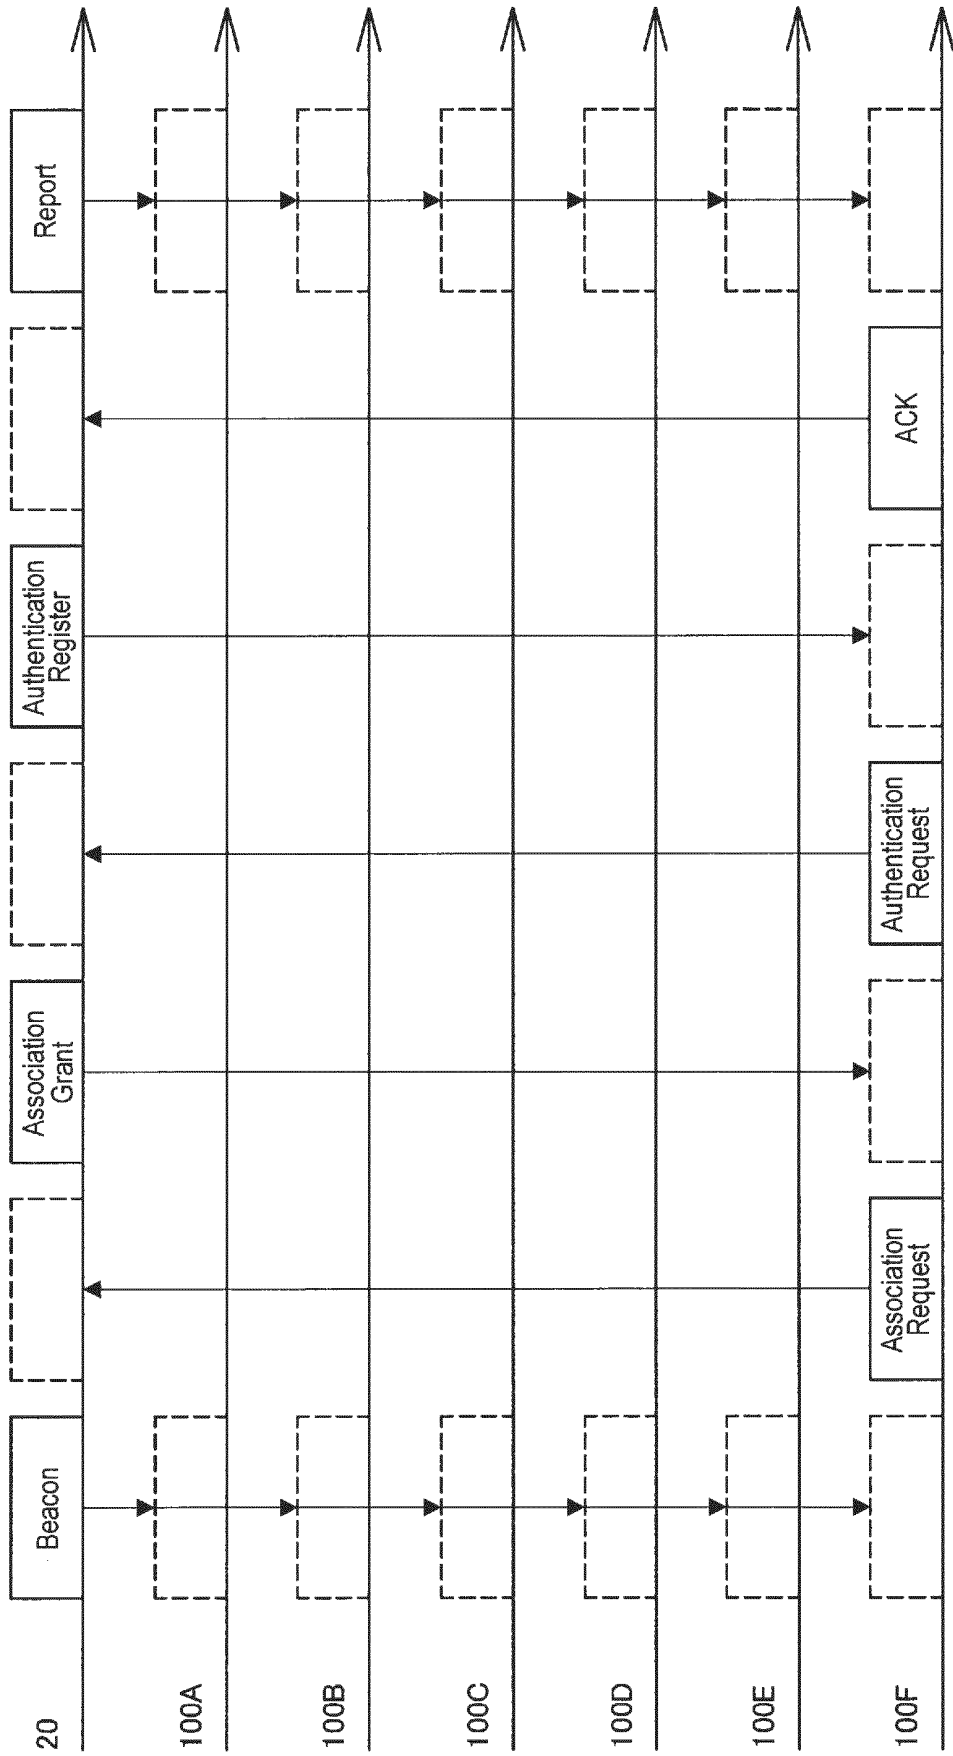 20
Beacon
Association
Grant
Authentication
Register
Report
100A
100B
100C
100D
100E
100F
Association
Request
Authentication
Request
ACK